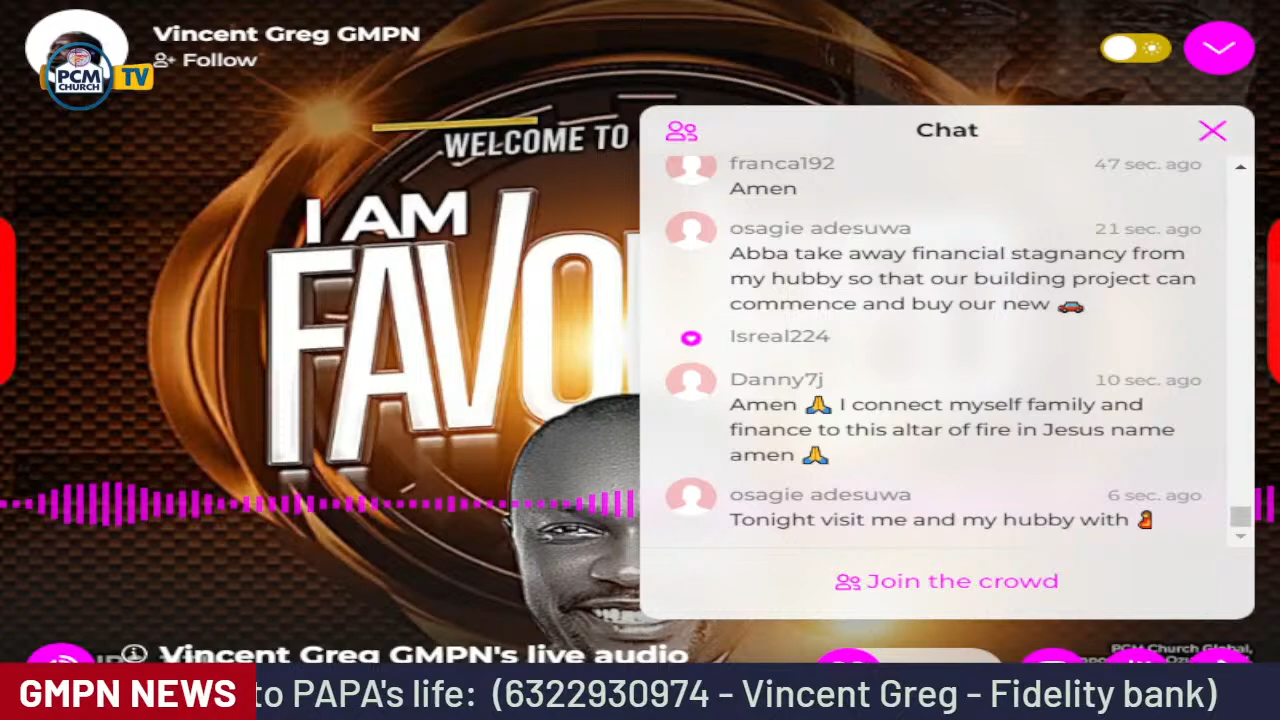 Vincent Greg GMPN
Follow
PCM
CHURCH
TV
WELCOME TO
I AM
Chat
franca192 47 sec. ago
Amen
osagie adesuwa 21 sec. ago
Abba take away financial stagnancy from
my hubby so that our building project can
commence and buy our new 🚗
Isreal224
Danny7j 10 sec. ago
Amen 🙏 I connect myself family and
finance to this altar of fire in Jesus name
amen 🙏
osagie adesuwa 6 sec. ago
Tonight visit me and my hubby with 🤰
Join the crowd
Vincent Greg GMPN's live audio
PCM Church Global,
GMPN NEWS
to PAPA's life: (6322930974 - Vincent Greg - Fidelity bank)